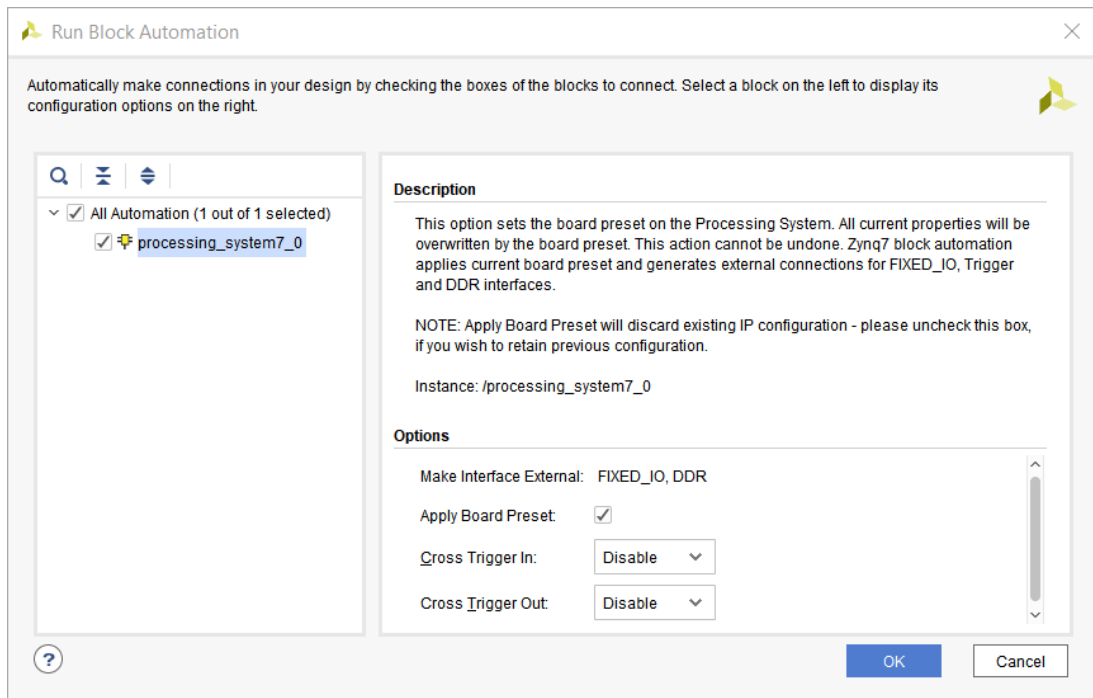 Run Block Automation
Automatically make connections in your design by checking the boxes of the blocks to connect. Select a block on the left to display its
configuration options on the right.
All Automation (1 out of 1 selected)
processing_system7_0
Description
This option sets the board preset on the Processing System. All current properties will be
overwritten by the board preset. This action cannot be undone. Zynq7 block automation
applies current board preset and generates external connections for FIXED_IO, Trigger
and DDR interfaces.
NOTE: Apply Board Preset will discard existing IP configuration - please uncheck this box,
if you wish to retain previous configuration.
Instance: /processing_system7_0
Options
Make Interface External: FIXED_IO, DDR
Apply Board Preset:
Cross Trigger In: Disable
Cross Trigger Out: Disable
? OK Cancel